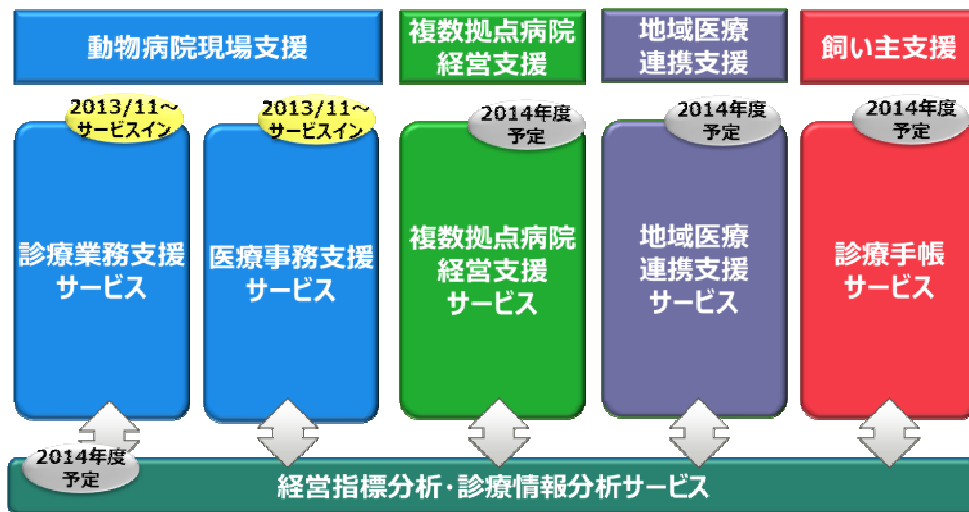 動物病院現場支援
複数拠点病院
経営支援
地域医療
連携支援
飼い主支援
2013/11～
サービスイン
2013/11～
サービスイン
2014年度
予定
2014年度
予定
2014年度
予定
診療業務支援
サービス
医療事務支援
サービス
複数拠点病院
経営支援
サービス
地域医療
連携支援
サービス
診療手帳
サービス
2014年度
予定
経営指標分析・診療情報分析サービス